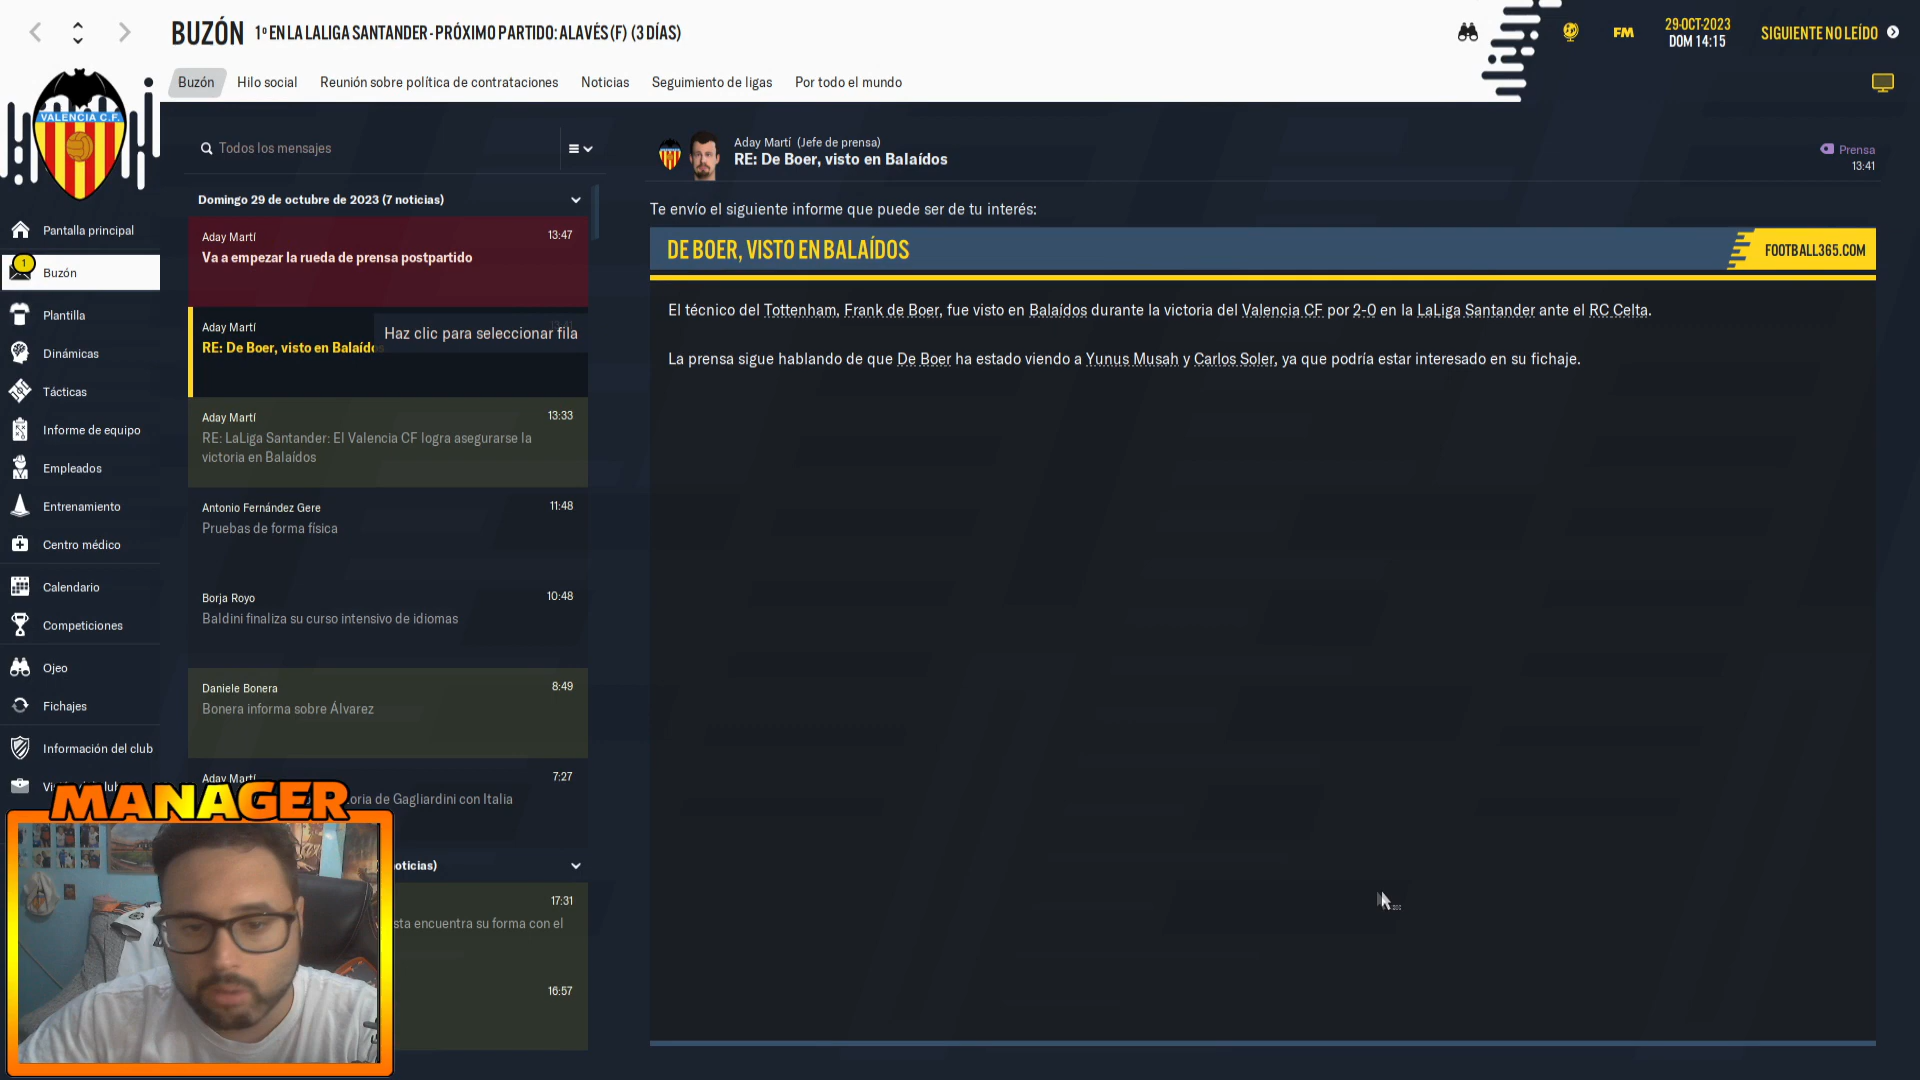 BUZÓN
1º EN LA LALIGA SANTANDER - PRÓXIMO PARTIDO: ALAVÉS (F) (3 DÍAS)
FM
29-OCT-2023
DOM 14:15
SIGUIENTE NO LEÍDO
Buzón
Hilo social
Reunión sobre política de contrataciones
Noticias
Seguimiento de ligas
Por todo el mundo
VALENCIA C.F.
Pantalla principal
1
Buzón
Plantilla
Dinámicas
Tácticas
Informe de equipo
Empleados
Entrenamiento
Centro médico
Calendario
Competiciones
Ojeo
Fichajes
Información del club
MANAGER
Todos los mensajes
Domingo 29 de octubre de 2023 (7 noticias)
Aday Martí
13:47
Va a empezar la rueda de prensa postpartido
Aday Martí
Haz clic para seleccionar fila
RE: De Boer, visto en Balaídos
Aday Martí
13:33
RE: LaLiga Santander: El Valencia CF logra asegurarse la
victoria en Balaídos
Antonio Fernández Gere
11:48
Pruebas de forma física
Borja Royo
10:48
Baldini finaliza su curso intensivo de idiomas
Daniele Bonera
8:49
Bonera informa sobre Álvarez
Aday Martí
7:27
de Gagliardini con Italia
noticias)
17:31
encuentra su forma con el
16:57
Aday Martí (Jefe de prensa)
RE: De Boer, visto en Balaídos
Prensa
13:41
Te envío el siguiente informe que puede ser de tu interés:
DE BOER, VISTO EN BALAÍDOS
FOOTBALL365.COM
El técnico del Tottenham, Frank de Boer, fue visto en Balaídos durante la victoria del Valencia CF por 2-0 en la LaLiga Santander ante el RC Celta.
La prensa sigue hablando de que De Boer ha estado viendo a Yunus Musah y Carlos Soler, ya que podría estar interesado en su fichaje.